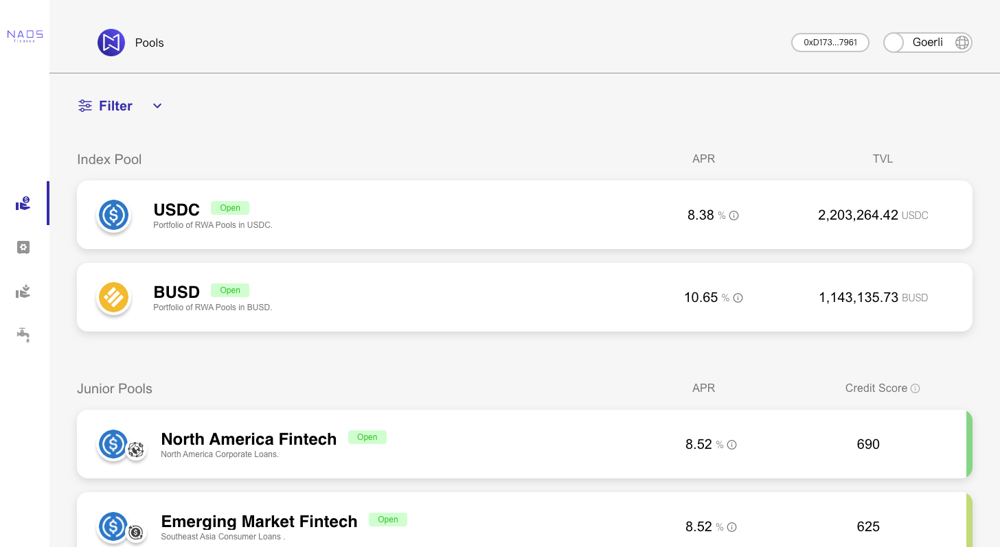 NAOS
Finance
Pools
0xD173...7961
Goerli
Filter
Index Pool
APR
TVL
USDC
Open
Portfolio of RWA Pools in USDC.
8.38 %
2,203,264.42 USDC
BUSD
Open
Portfolio of RWA Pools in BUSD.
10.65 %
1,143,135.73 BUSD
Junior Pools
APR
Credit Score
North America Fintech
Open
North America Corporate Loans.
8.52 %
690
Emerging Market Fintech
Open
Southeast Asia Consumer Loans .
8.52 %
625